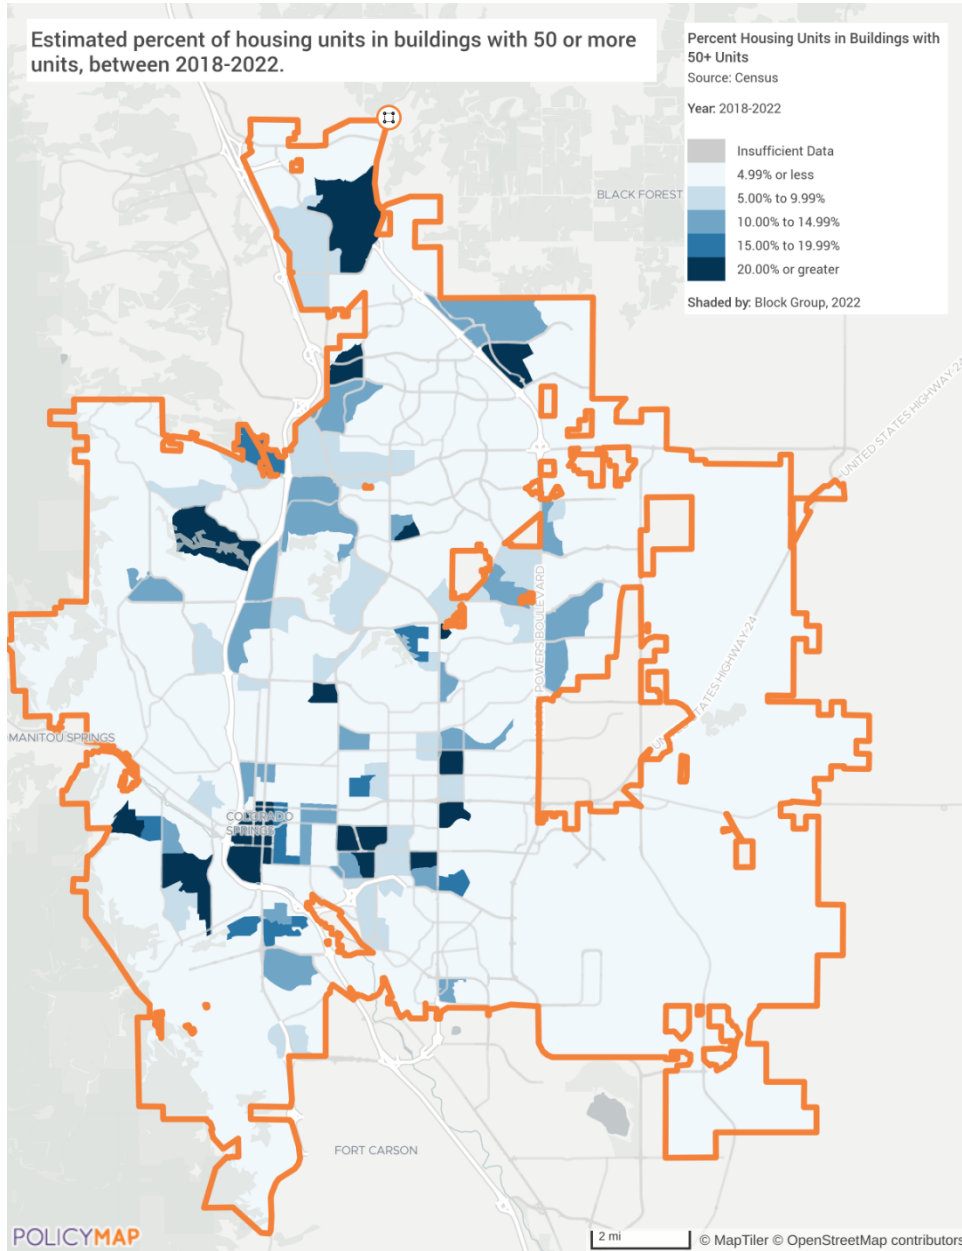 Estimated percent of housing units in buildings with 50 or more
units, between 2018-2022.
Percent Housing Units in Buildings with
50+ Units
Source: Census
Year: 2018-2022
Insufficient Data
4.99% or less
5.00% to 9.99%
10.00% to 14.99%
15.00% to 19.99%
20.00% or greater
Shaded by: Block Group, 2022
BLACK FOREST
UNITED STATES HIGHWAY 24
POWERS BOULEVARD
STATES HIGHWAY 24
MANITOU SPRINGS
COLORADO
SPRINGS
FORT CARSON
POLICYMAP
2 mi
© MapTiler © OpenStreetMap contributors